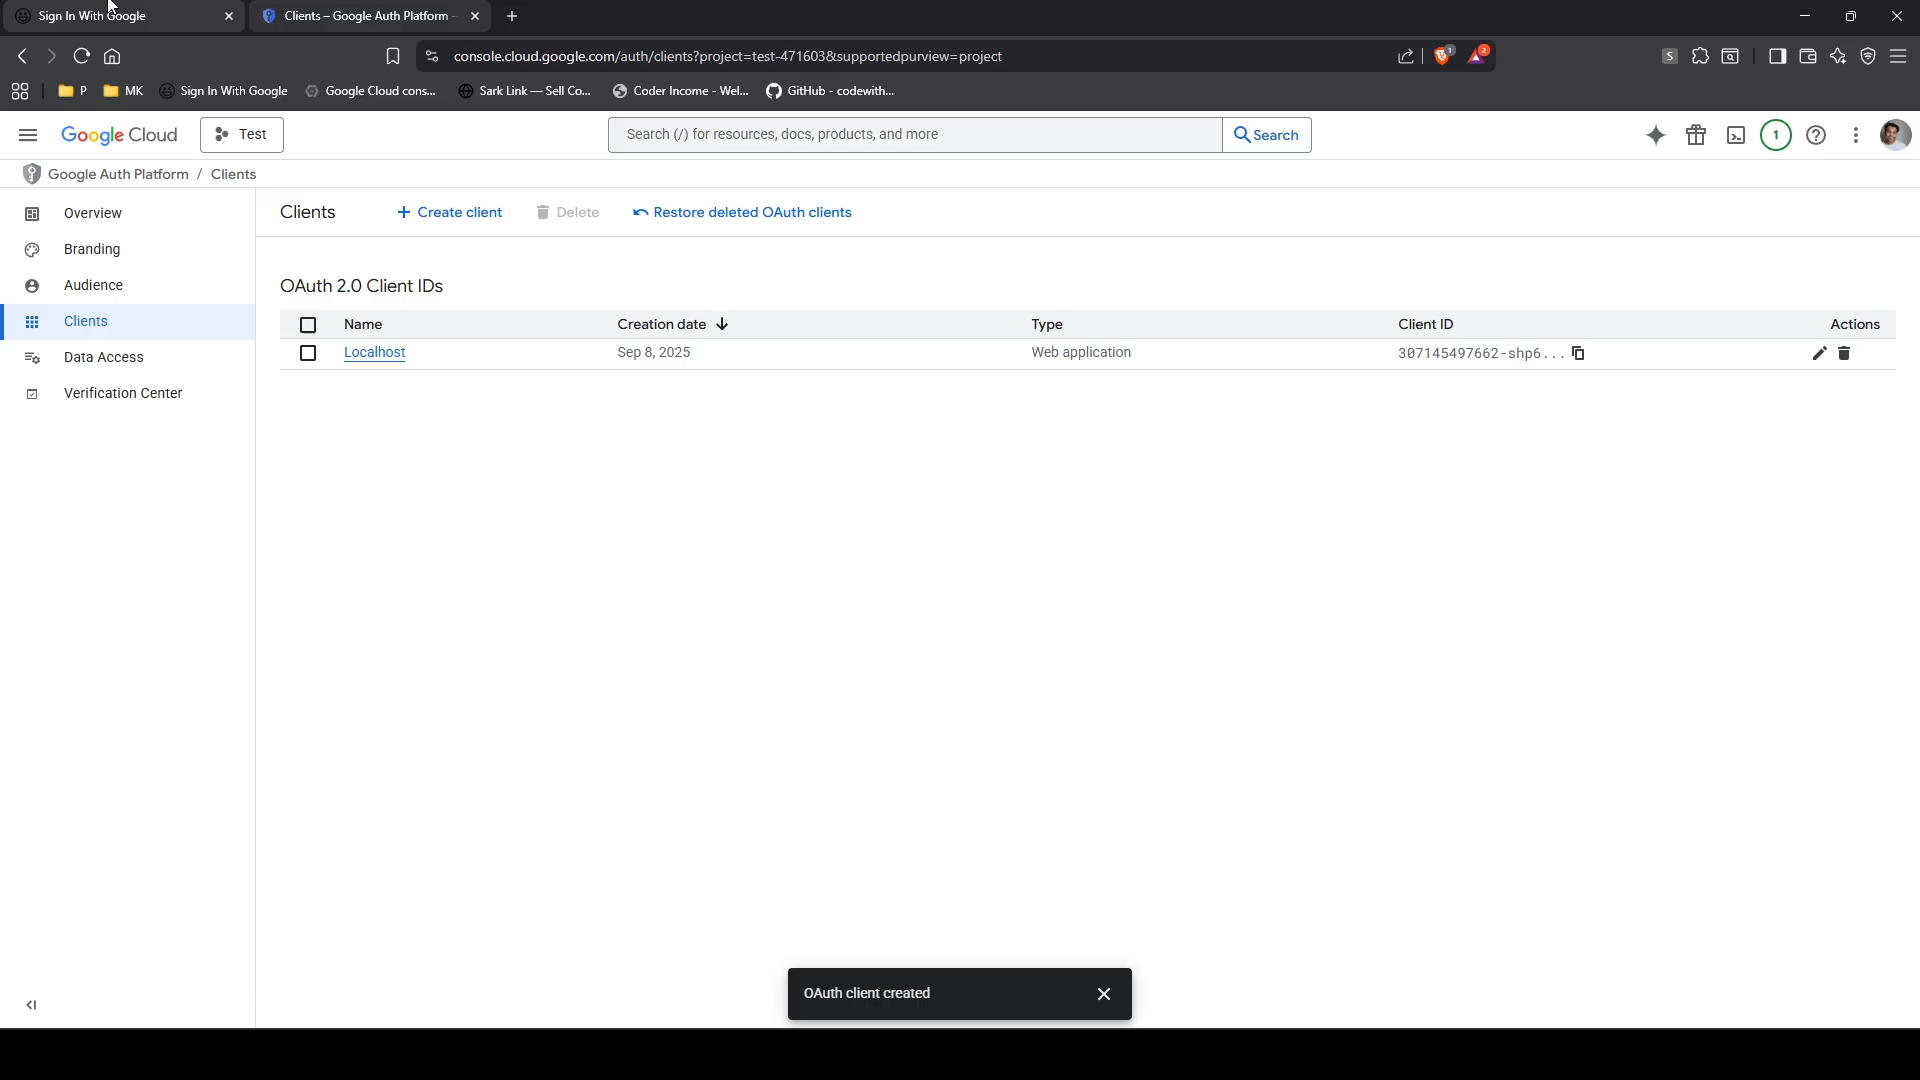 Sign In With Google
Clients – Google Auth Platform -
console.cloud.google.com/auth/clients?project=test-471603&supportedpurview=project
1
2
S
P
MK
Sign In With Google
Google Cloud cons...
Sark Link — Sell Co...
Coder Income - Wel...
GitHub - codewith...
Google Cloud
Test
Search (/) for resources, docs, products, and more
Search
1
Google Auth Platform / Clients
Overview
Branding
Audience
Clients
Data Access
Verification Center
Clients
Create client
Delete
Restore deleted OAuth clients
OAuth 2.0 Client IDs
Name Creation date Type Client ID Actions
Localhost Sep 8, 2025 Web application 307145497662-shp6...
OAuth client created